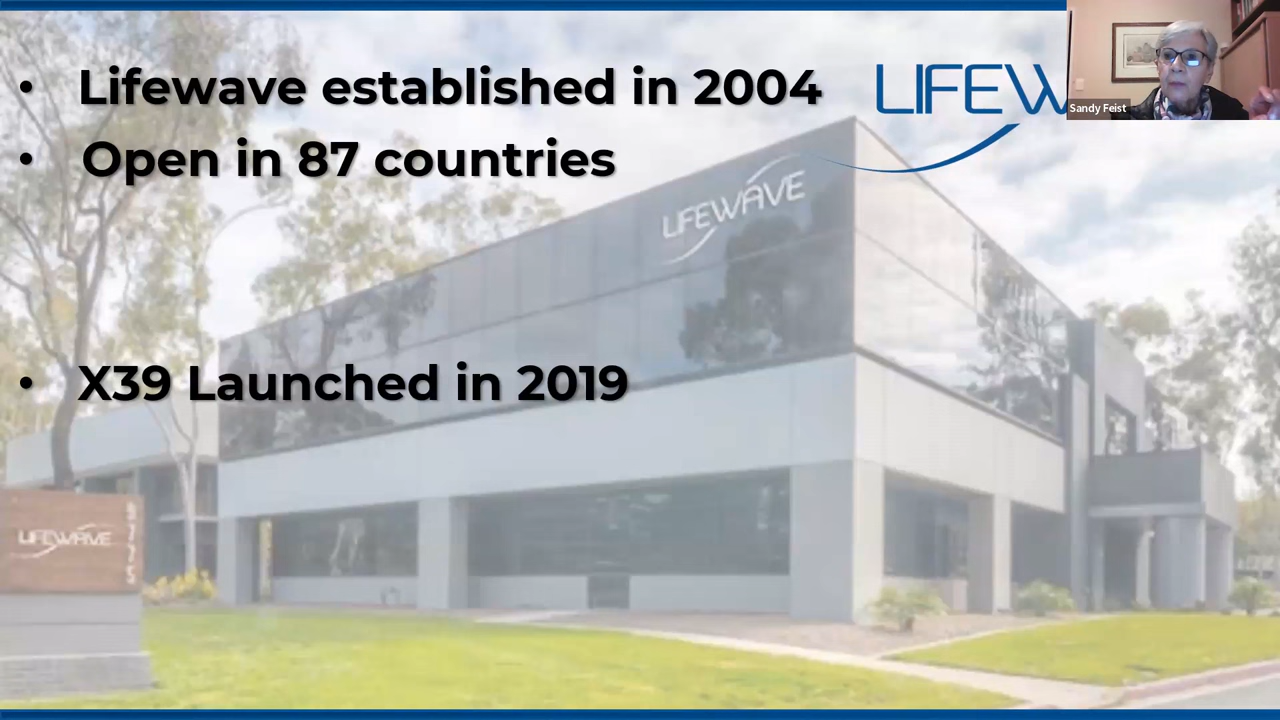 • Lifewave established in 2004
LIFEW
Sandy Feist
• Open in 87 countries
LIFEWAVE
• X39 Launched in 2019
LIFEWAVE